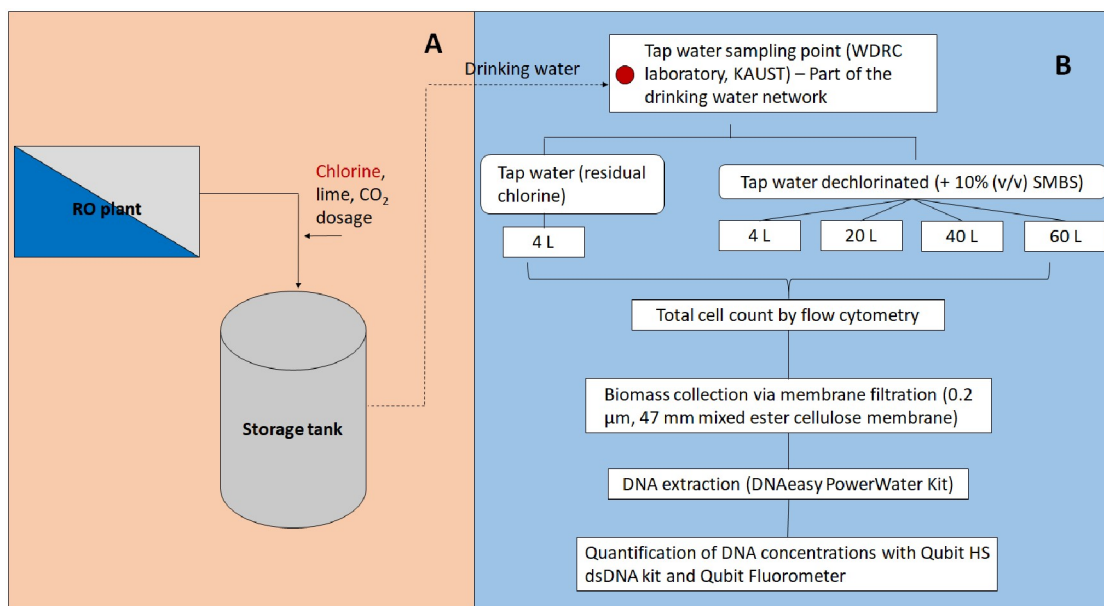 A
RO plant
Chlorine,
lime, CO₂
dosage
Storage tank
Drinking water
B
Tap water sampling point (WDRC
laboratory, KAUST) – Part of the
drinking water network
Tap water (residual
chlorine)
Tap water dechlorinated (+ 10% (v/v) SMBS)
4 L
4 L
20 L
40 L
60 L
Total cell count by flow cytometry
Biomass collection via membrane filtration (0.2
µm, 47 mm mixed ester cellulose membrane)
DNA extraction (DNAeasy PowerWater Kit)
Quantification of DNA concentrations with Qubit HS
dsDNA kit and Qubit Fluorometer